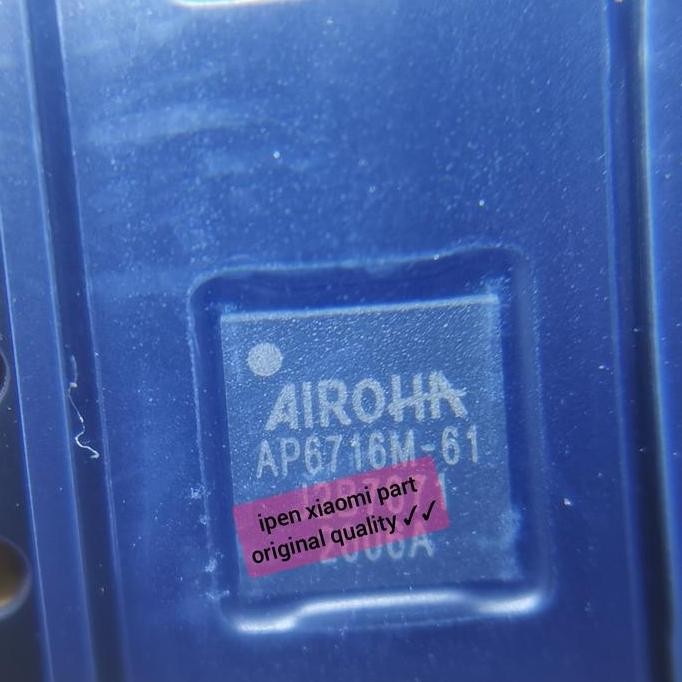 AIROHA
AP6716M-61
ipen xiaomi part
original quality ✓✓